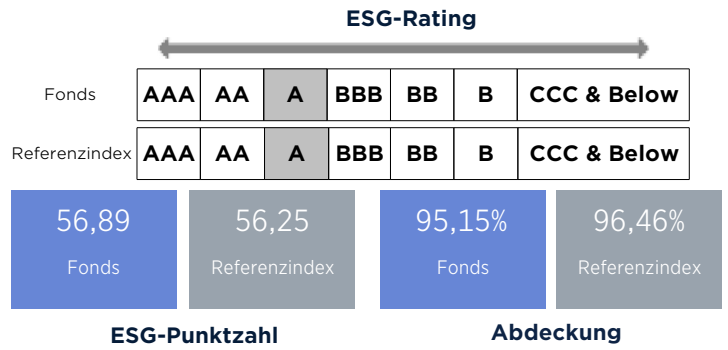 ESG-Rating
Fonds AAA AA A BBB BB B CCC & Below
Referenzindex AAA AA A BBB BB B CCC & Below
56,89 56,25 95,15% 96,46%
Fonds Referenzindex Fonds Referenzindex
ESG-Punktzahl Abdeckung